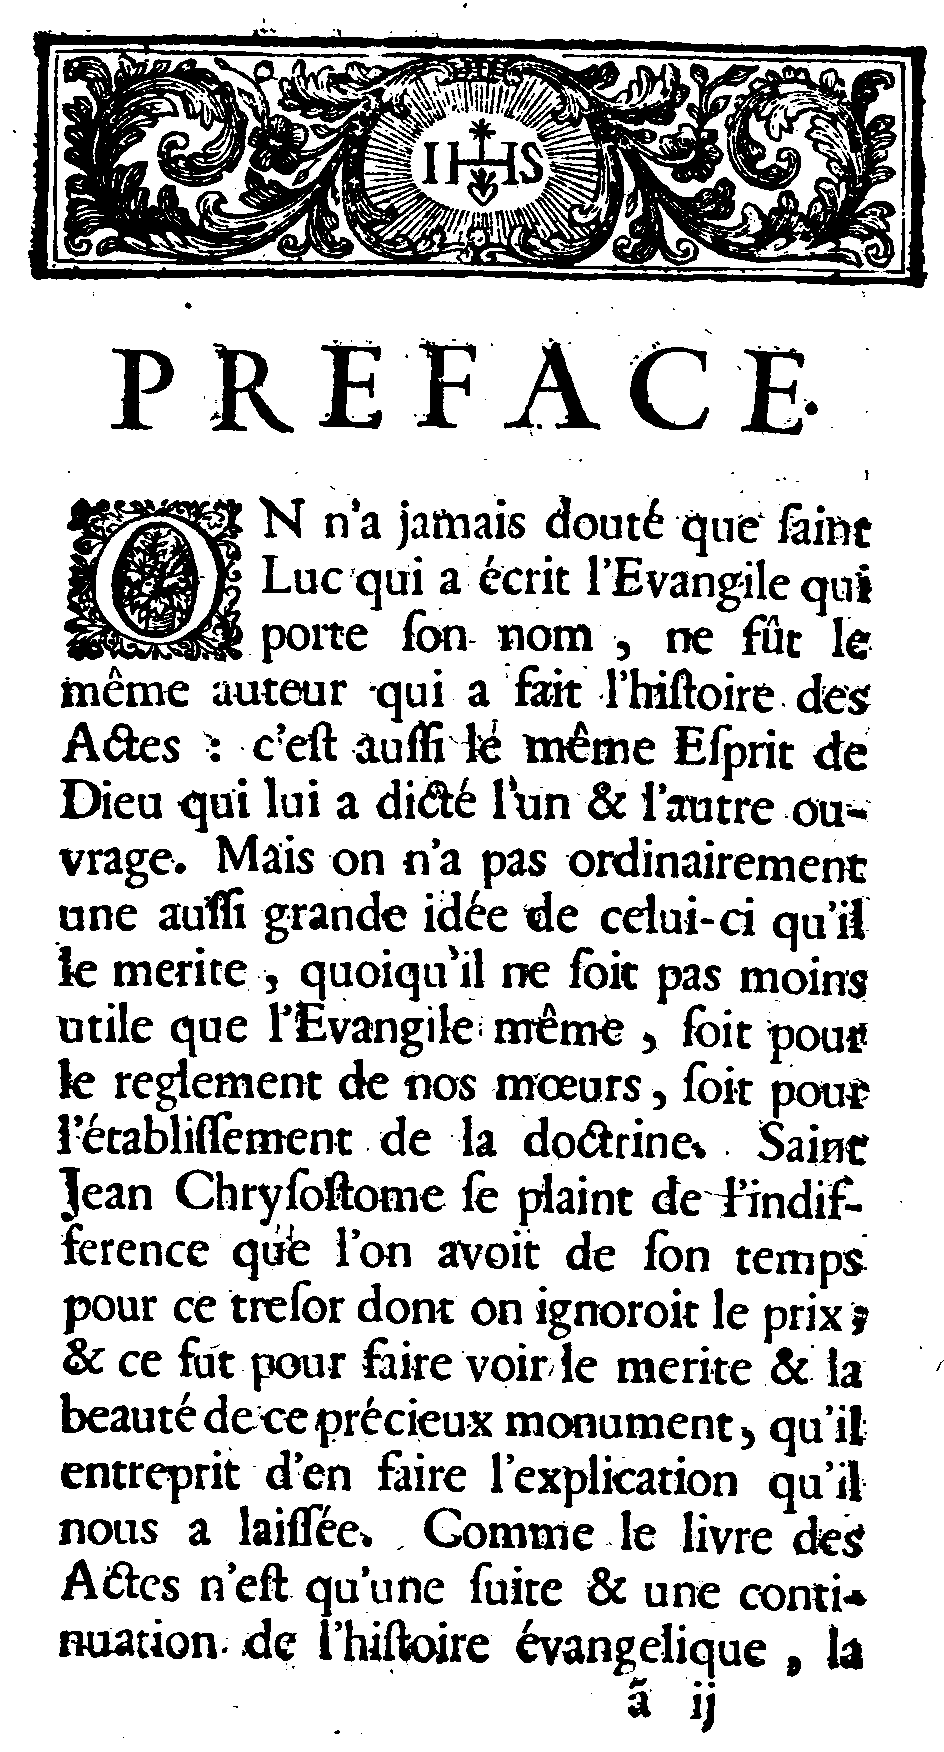 IHS
PREFACE.
ON n'a jamais douté que ſaint
Luc qui a écrit l'Evangile qui
porte ſon nom, ne fût le
même auteur qui a fait l'hiſtoire des
Actes : c'eſt auſſi le même Eſprit de
Dieu qui lui a dicté l'un & l'autre ou-
vrage. Mais on n'a pas ordinairement
une auſſi grande idée de celui-ci qu'il
le merite, quoiqu'il ne ſoit pas moins
utile que l'Evangile même, ſoit pour
le reglement de nos mœurs, ſoit pour
l'établiſſement de la doctrine. Saint
Jean Chryſoſtome ſe plaint de l'indif-
ference que l'on avoit de ſon temps
pour ce treſor dont on ignoroit le prix;
& ce fut pour faire voir le merite & la
beauté de ce précieux monument, qu'il
entreprit d'en faire l'explication qu'il
nous a laiſſée. Comme le livre des
Actes n'eſt qu'une ſuite & une conti-
nuation de l'hiſtoire évangelique, la
ã ij